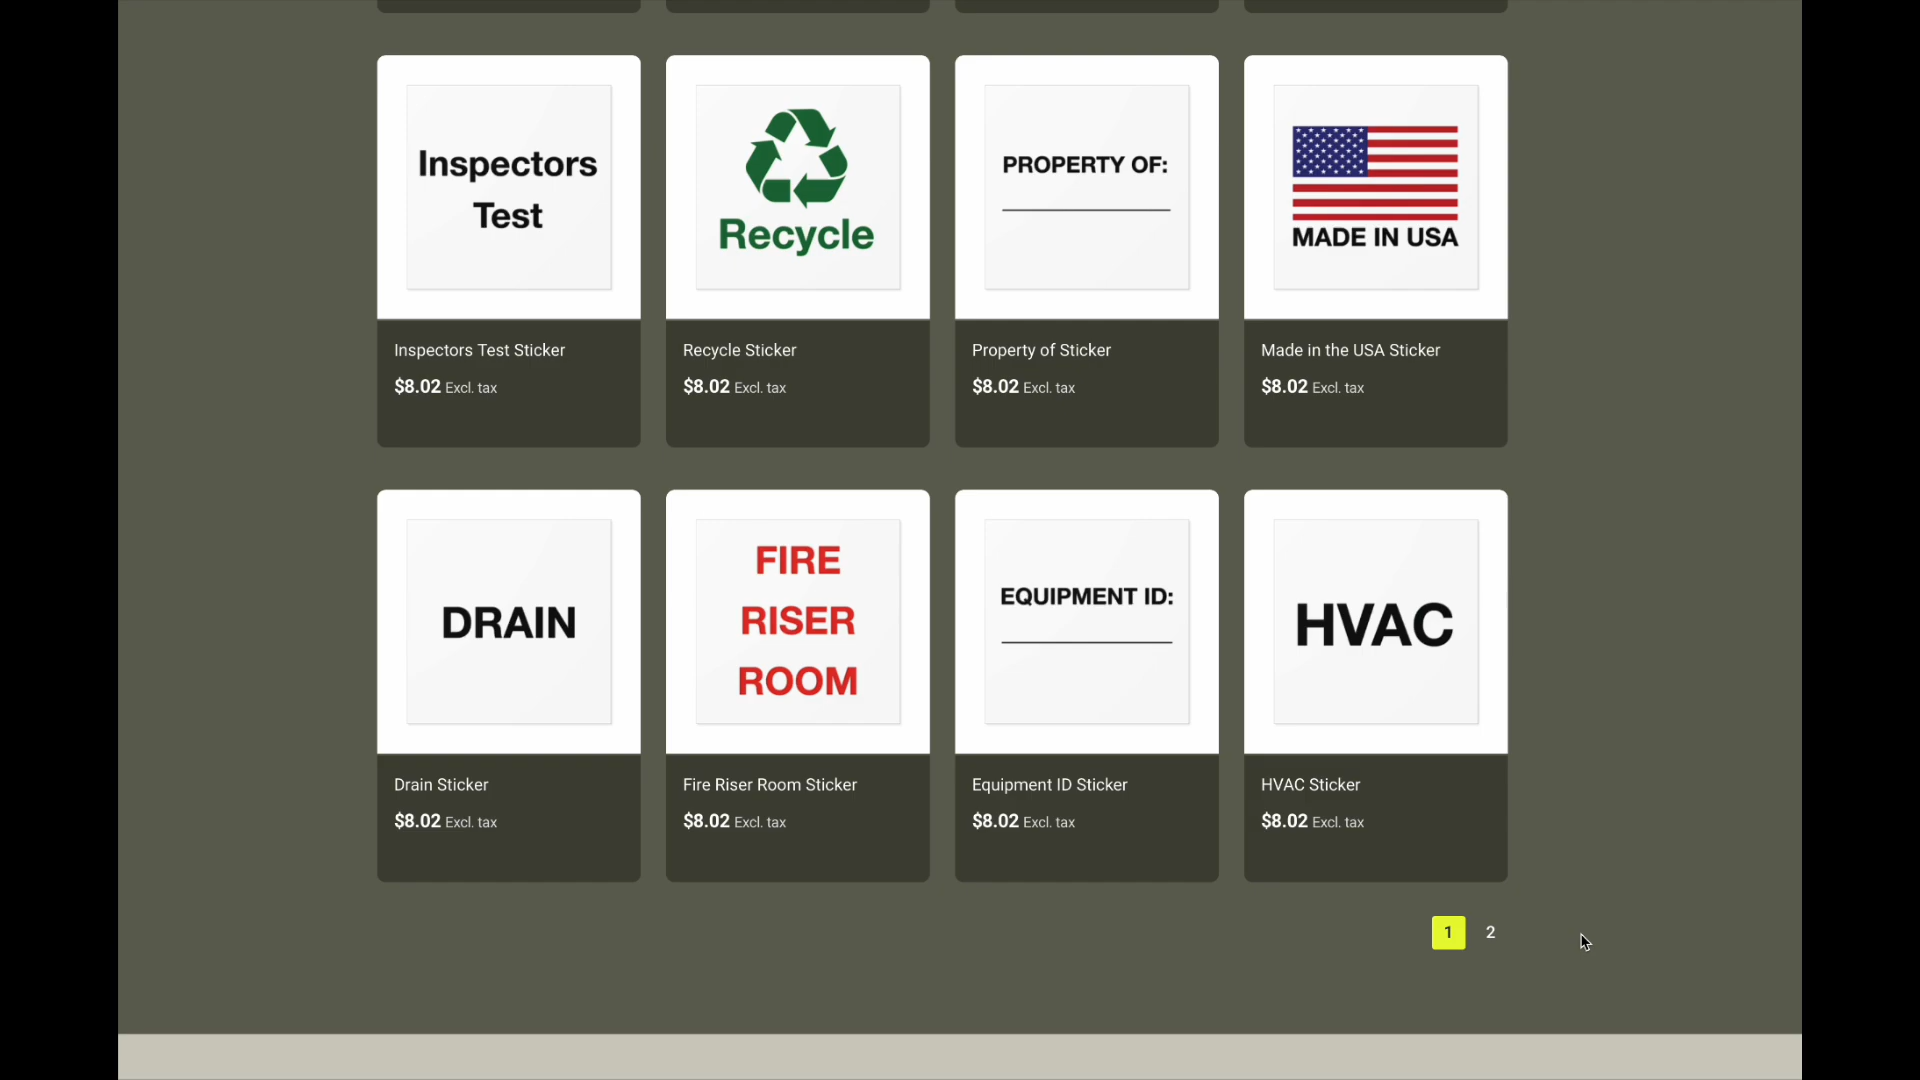 Inspectors
Test
Recycle
PROPERTY OF:
MADE IN USA
Inspectors Test Sticker
Recycle Sticker
Property of Sticker
Made in the USA Sticker
$8.02 Excl. tax
$8.02 Excl. tax
$8.02 Excl. tax
$8.02 Excl. tax
DRAIN
FIRE
RISER
ROOM
EQUIPMENT ID:
HVAC
Drain Sticker
Fire Riser Room Sticker
Equipment ID Sticker
HVAC Sticker
$8.02 Excl. tax
$8.02 Excl. tax
$8.02 Excl. tax
$8.02 Excl. tax
1 2